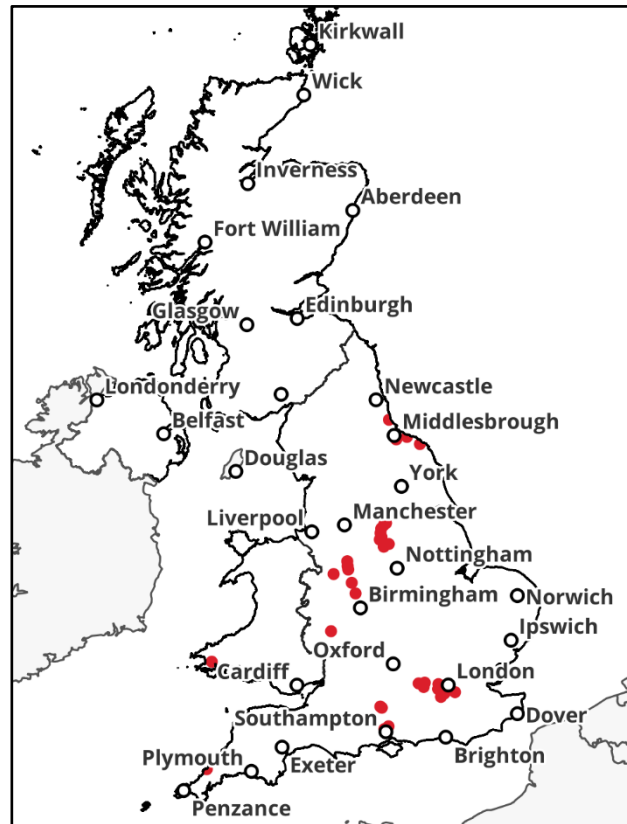 Kirkwall
Wick
Inverness
Aberdeen
Fort William
Edinburgh
Glasgow
Londonderry
Newcastle
Belfast
Middlesbrough
Douglas
York
Manchester
Liverpool
Nottingham
Birmingham
Norwich
Ipswich
Oxford
Cardiff
London
Southampton
Dover
Plymouth
Exeter
Brighton
Penzance